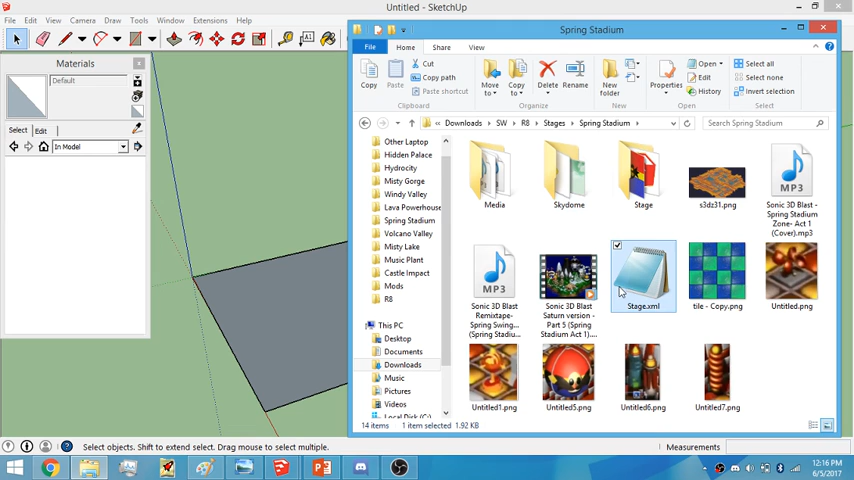 Untitled - SketchUp
File Edit View Camera Draw Tools Window Extensions Help
Materials
Default
Select Edit
In Model
Spring Stadium
File Home Share View
Copy
Paste
Cut
Copy path
Paste shortcut
Move to
Copy to
Delete
Rename
New folder
Properties
Open
Edit
History
Select all
Select none
Invert selection
Clipboard Organize New Open Select
Downloads SW R8 Stages Spring Stadium
Search Spring Stadium
Other Laptop
Hidden Palace
Hydrocity
Misty Gorge
Windy Valley
Lava Powerhouse
Spring Stadium
Volcano Valley
Misty Lake
Music Plant
Castle Impact
Mods
R8
This PC
Desktop
Documents
Downloads
Music
Pictures
Videos
Media
Skydome
Stage
s3dz31.png
MP3
Sonic 3D Blast - Spring Stadium Zone- Act 1 (Cover).mp3
MP3
Sonic 3D Blast Remixtape- Spring Swing... (Spring Stadiu...
Sonic 3D Blast Saturn version - Part 5 (Spring Stadium Act 1)....
Stage.xml
tile - Copy.png
Untitled.png
Untitled1.png
Untitled5.png
Untitled6.png
Untitled7.png
14 items 1 item selected 1.92 KB
Select objects. Shift to extend select. Drag mouse to select multiple.
Measurements
12:16 PM
6/5/2017